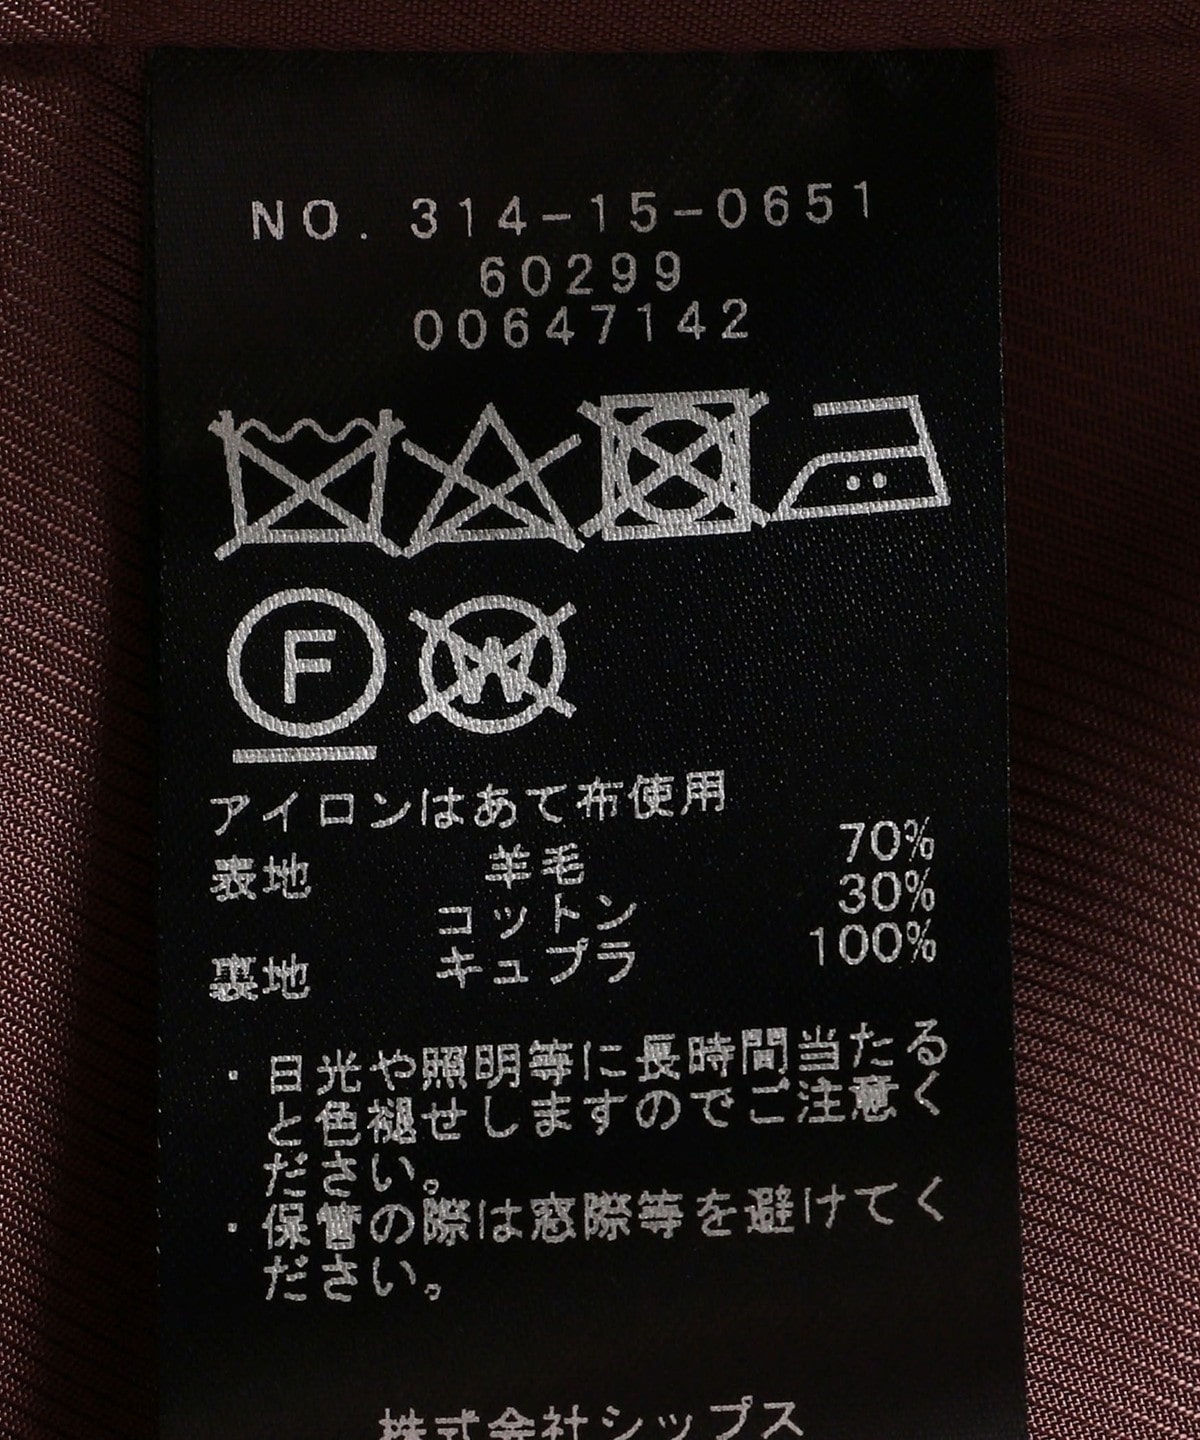 NO. 314-15-0651
60299
00647142
F W
アイロンはあて布使用
表地 羊毛 70%
コットン 30%
裏地 キュプラ 100%
・日光や照明等に長時間当たる
と色褪せしますのでご注意く
ださい。
・保管の際は窓際等を避けてく
ださい。
株式会社シップス